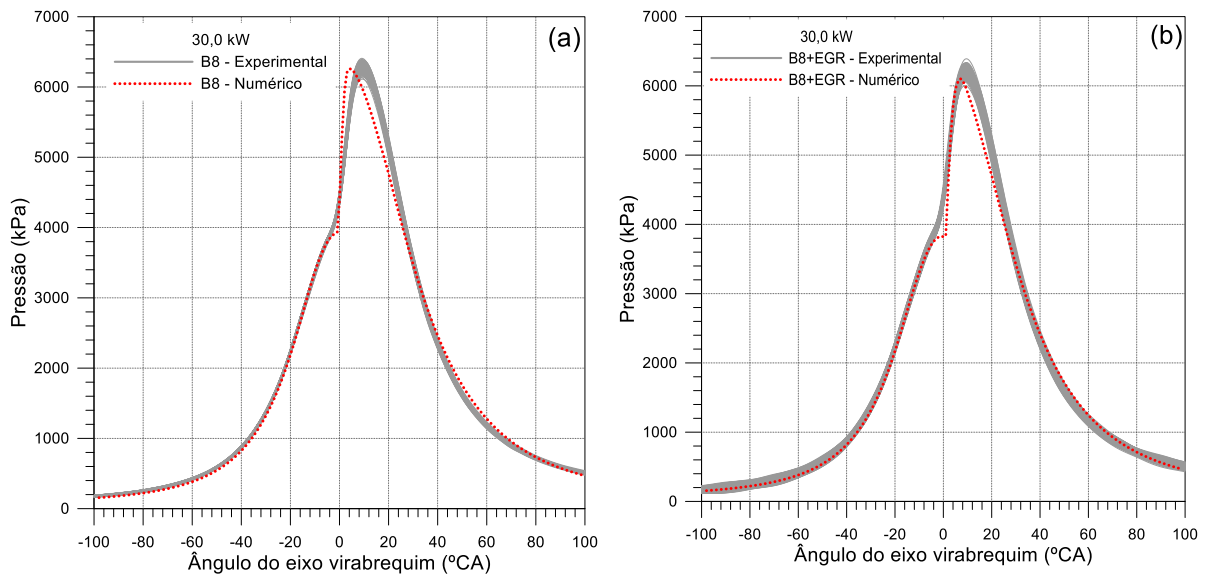 (a)
30,0 kW
B8 - Experimental
B8 - Numérico
Pressão (kPa)
7000
6000
5000
4000
3000
2000
1000
0
-100 -80 -60 -40 -20 0 20 40 60 80 100
Ângulo do eixo virabrequim (ºCA)
(b)
30,0 kW
B8+EGR - Experimental
B8+EGR - Numérico
Pressão (kPa)
7000
6000
5000
4000
3000
2000
1000
0
-100 -80 -60 -40 -20 0 20 40 60 80 100
Ângulo do eixo virabrequim (ºCA)